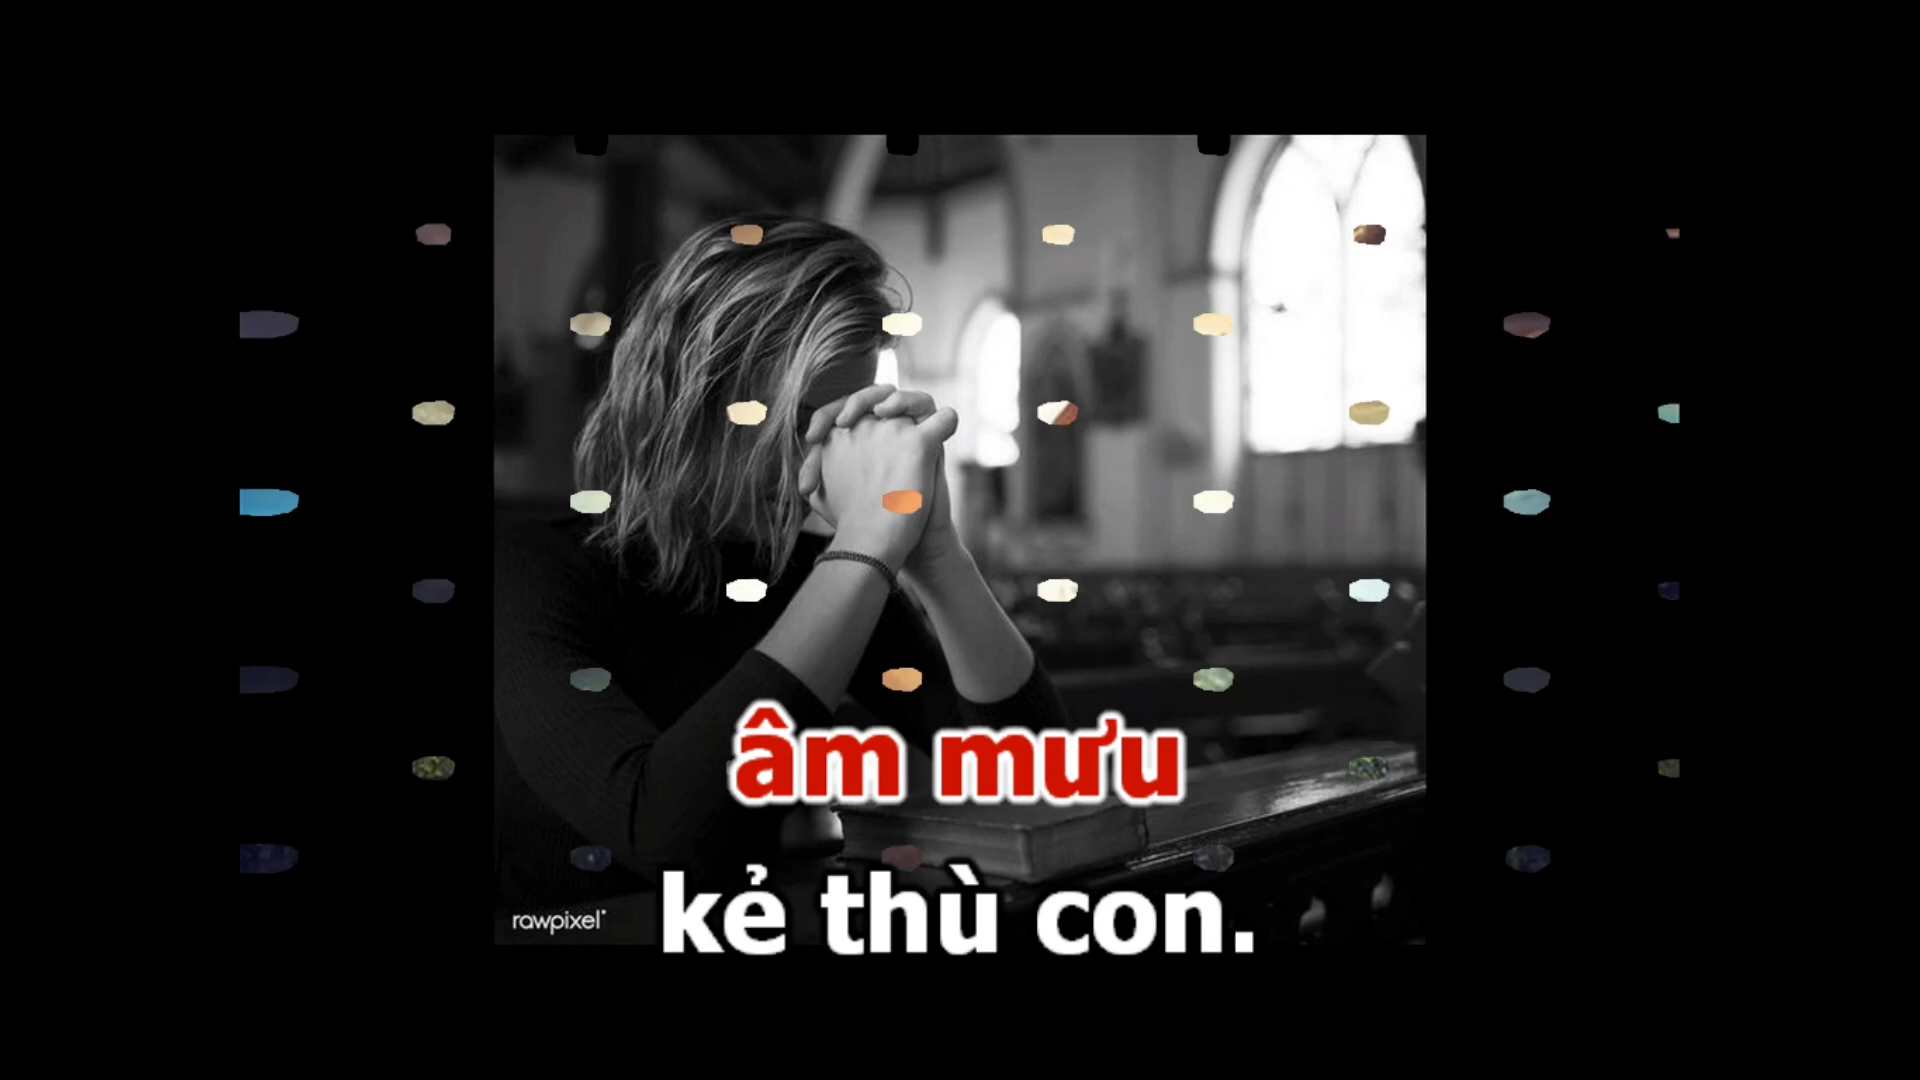 âm mưu
kẻ thù con.
rawpixel